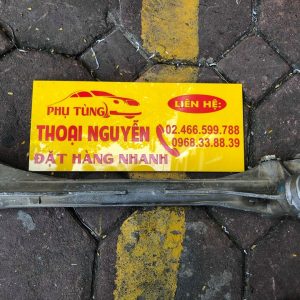 PHỤ TÙNG
LIÊN HỆ:
THOẠI NGUYỄN
02.466.599.788
0968.33.88.39
ĐẶT HÀNG NHANH